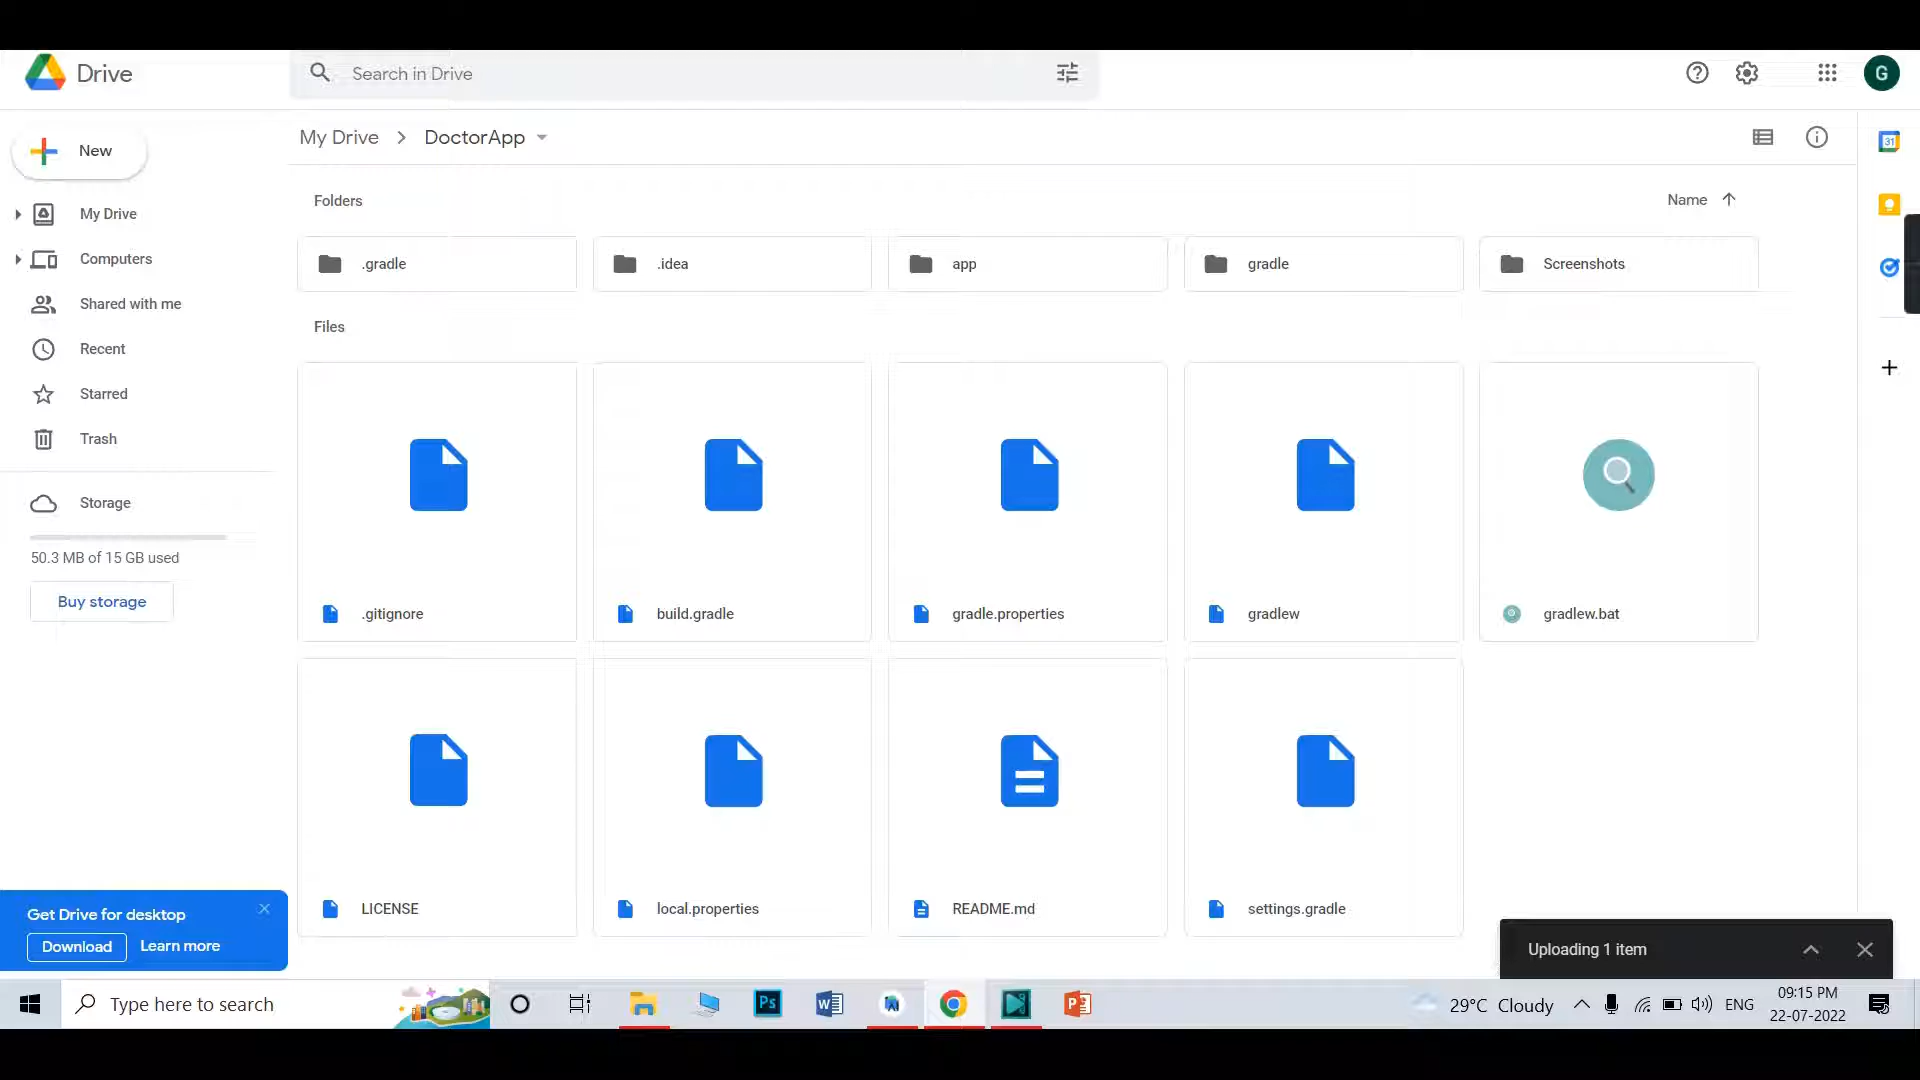 Drive
Search in Drive
G
New
My Drive
Computers
Shared with me
Recent
Starred
Trash
Storage
50.3 MB of 15 GB used
Buy storage
My Drive > DoctorApp
Folders
Name
.gradle
.idea
app
gradle
Screenshots
Files
.gitignore
build.gradle
gradle.properties
gradlew
gradlew.bat
LICENSE
local.properties
README.md
settings.gradle
31
Get Drive for desktop
Download
Learn more
Uploading 1 item
Type here to search
Ps
W
P
29°C Cloudy
ENG
09:15 PM
22-07-2022